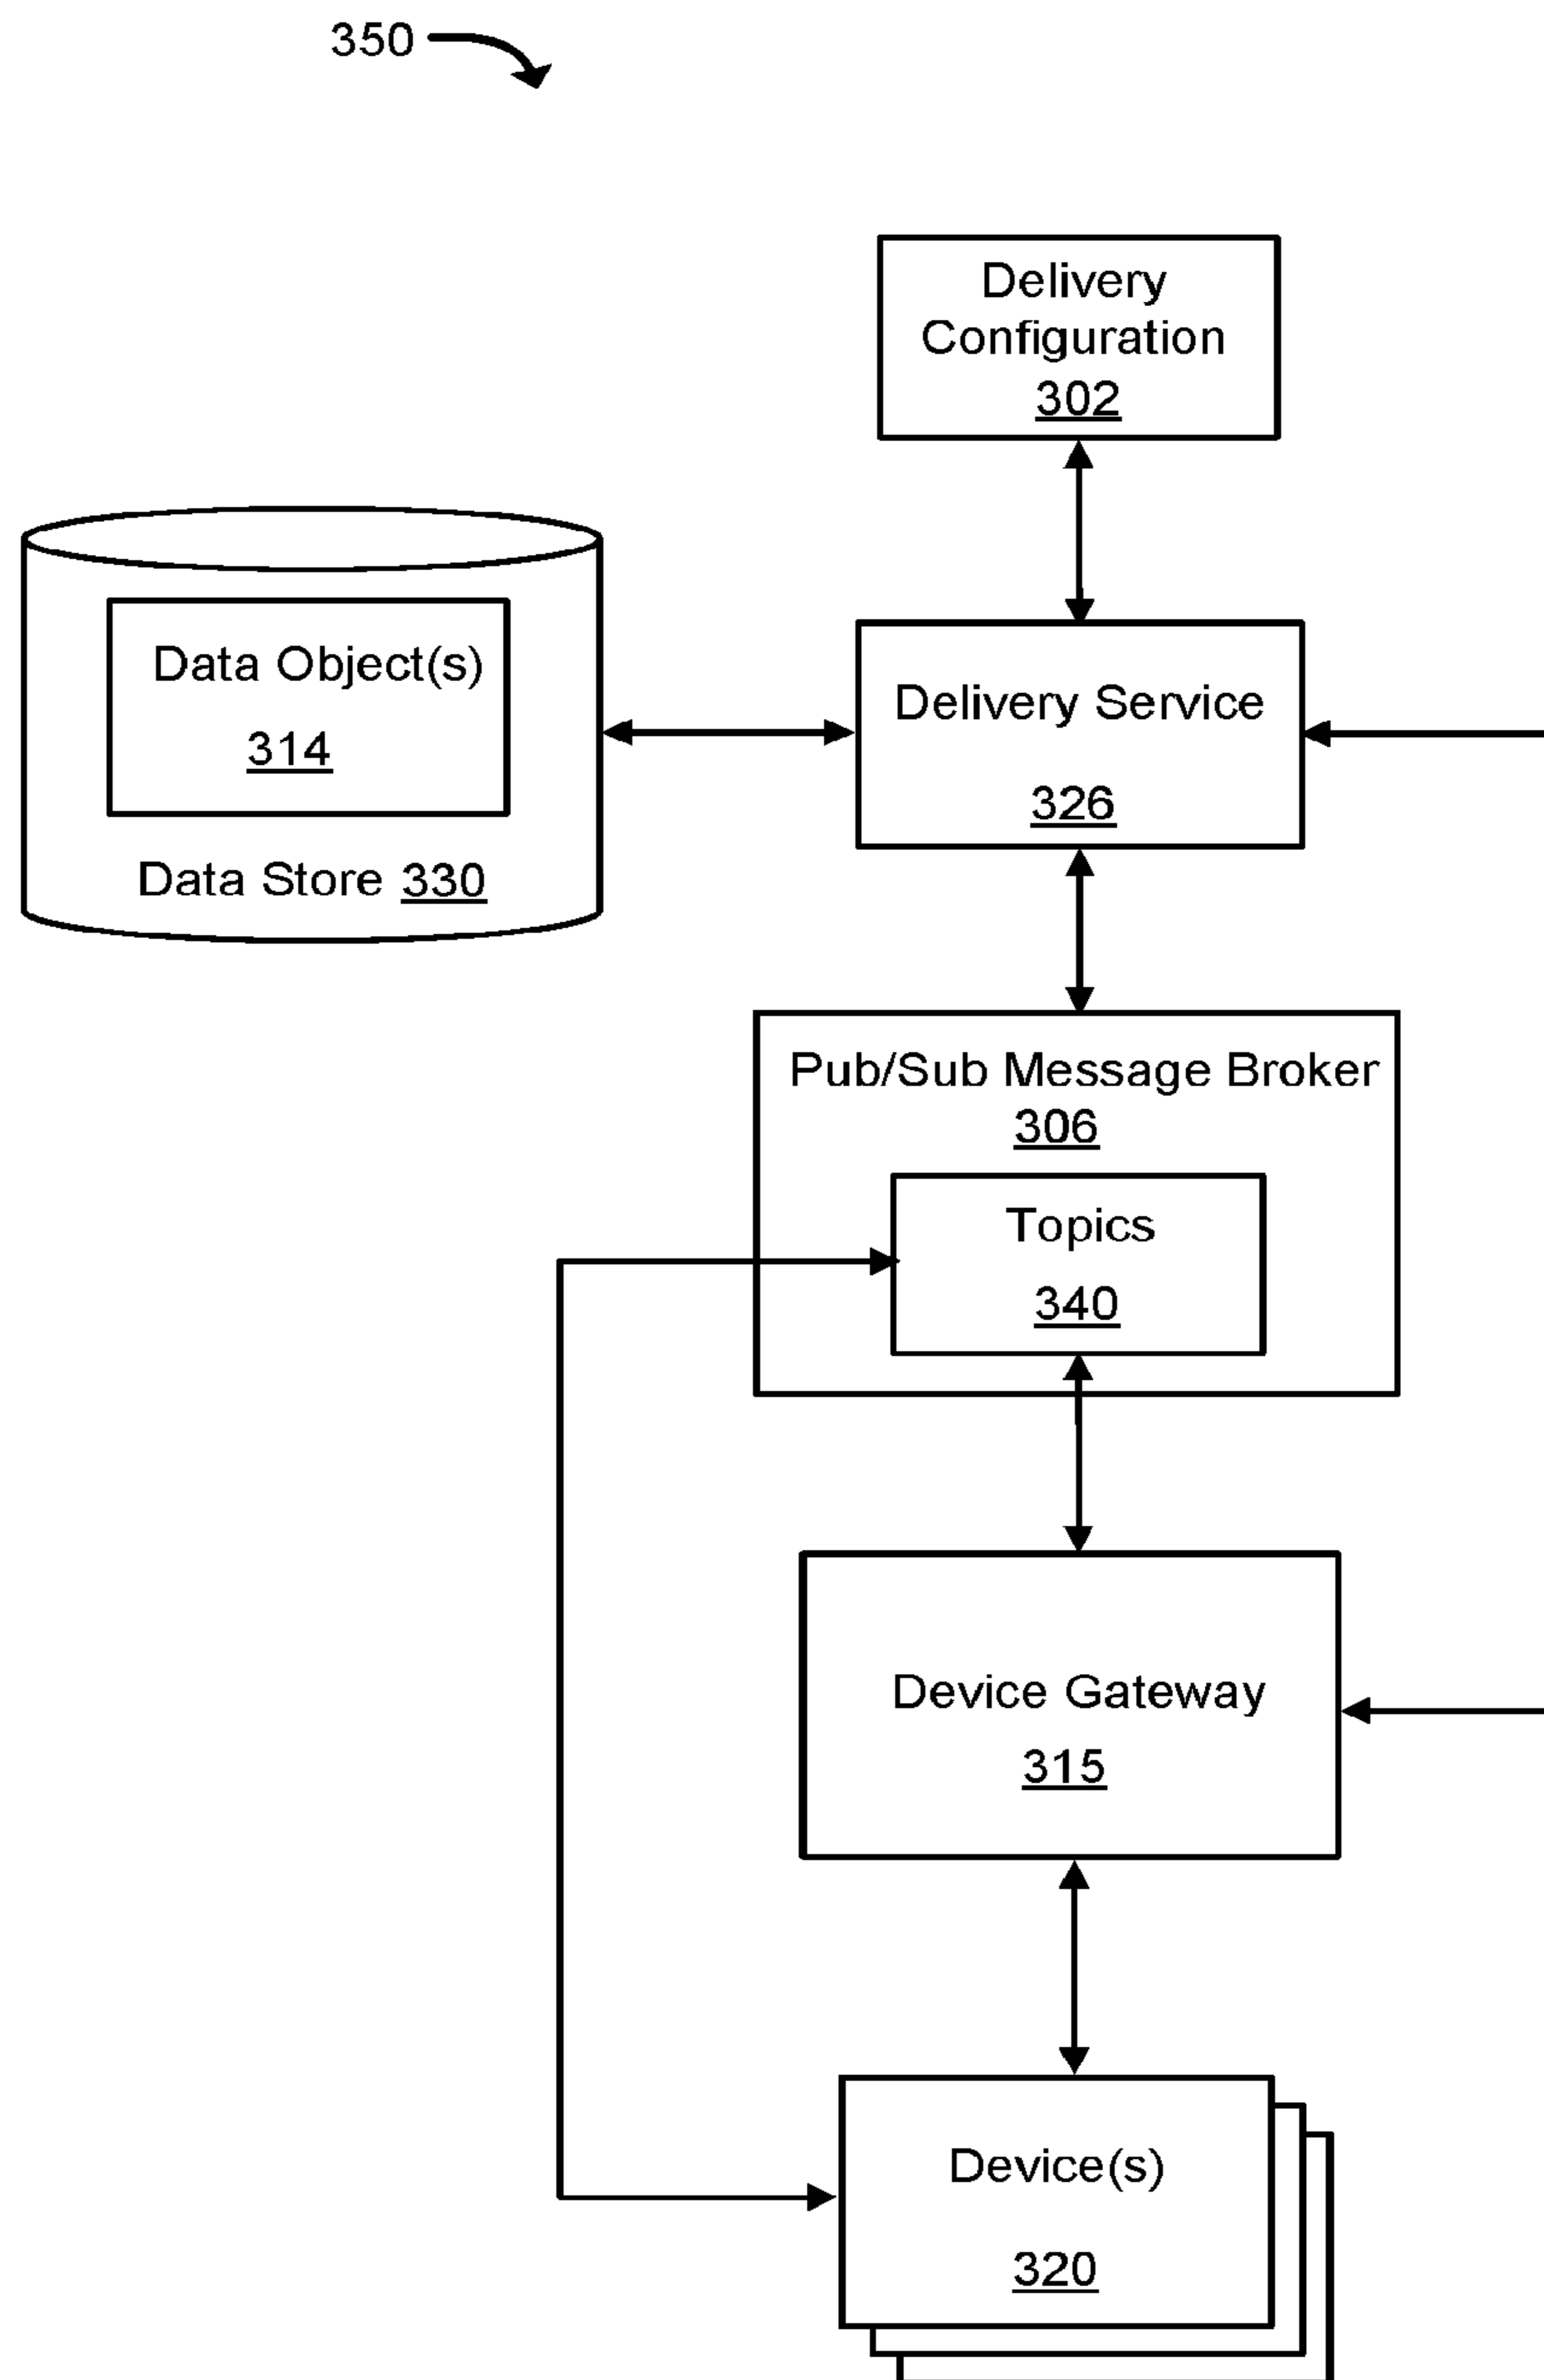 350
Delivery
Configuration
302
Data Object(s)
314
Data Store 330
Delivery Service
326
Pub/Sub Message Broker
306
Topics
340
Device Gateway
315
Device(s)
320